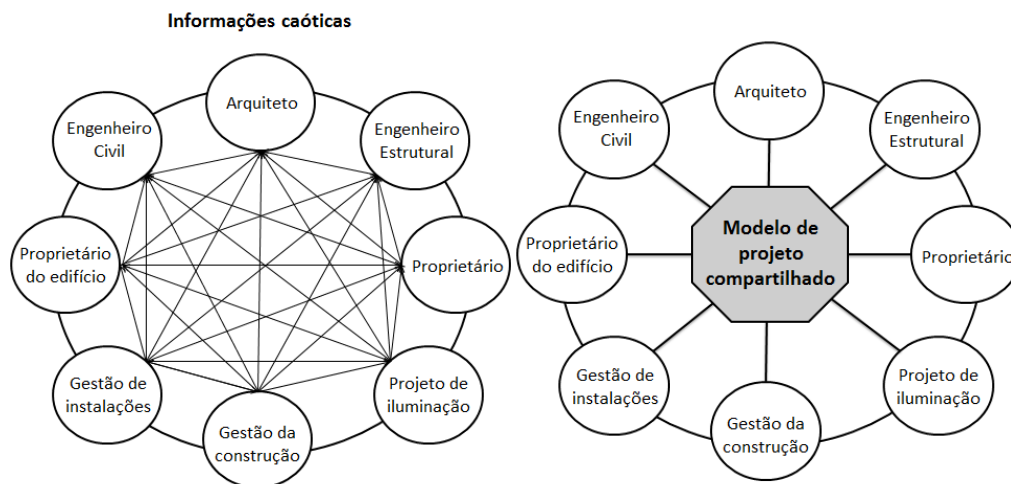 Informações caóticas
Arquiteto
Engenheiro
Civil
Engenheiro
Estrutural
Proprietário
do edifício
Proprietário
Gestão de
instalações
Projeto de
iluminação
Gestão da
construção
Arquiteto
Engenheiro
Civil
Engenheiro
Estrutural
Proprietário
do edifício
Modelo de
projeto
compartilhado
Proprietário
Gestão de
instalações
Projeto de
iluminação
Gestão da
construção